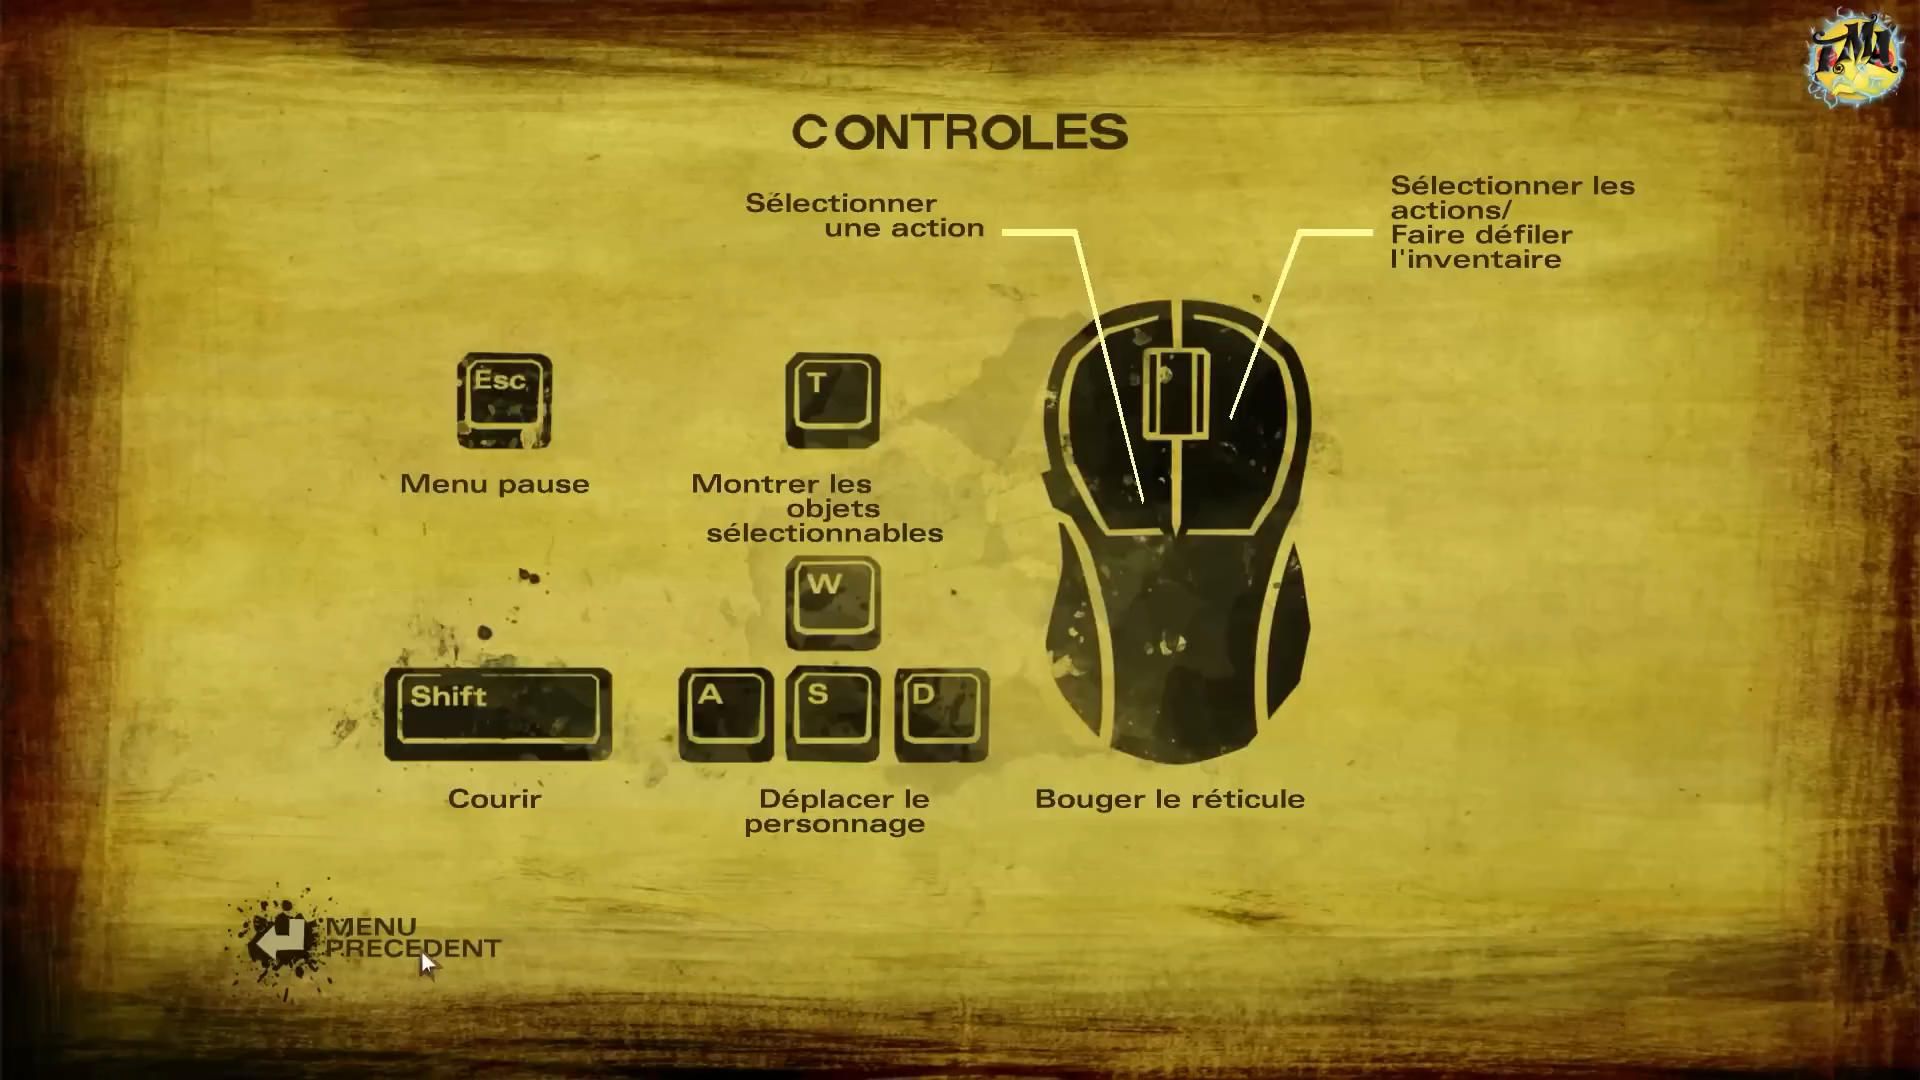 CONTROLES
Sélectionner
une action
Sélectionner les
actions/
Faire défiler
l'inventaire
Esc
T
Menu pause
Montrer les
objets
sélectionnables
W
Shift
A
S
D
Courir
Déplacer le
personnage
Bouger le réticule
MENU
PRECEDENT